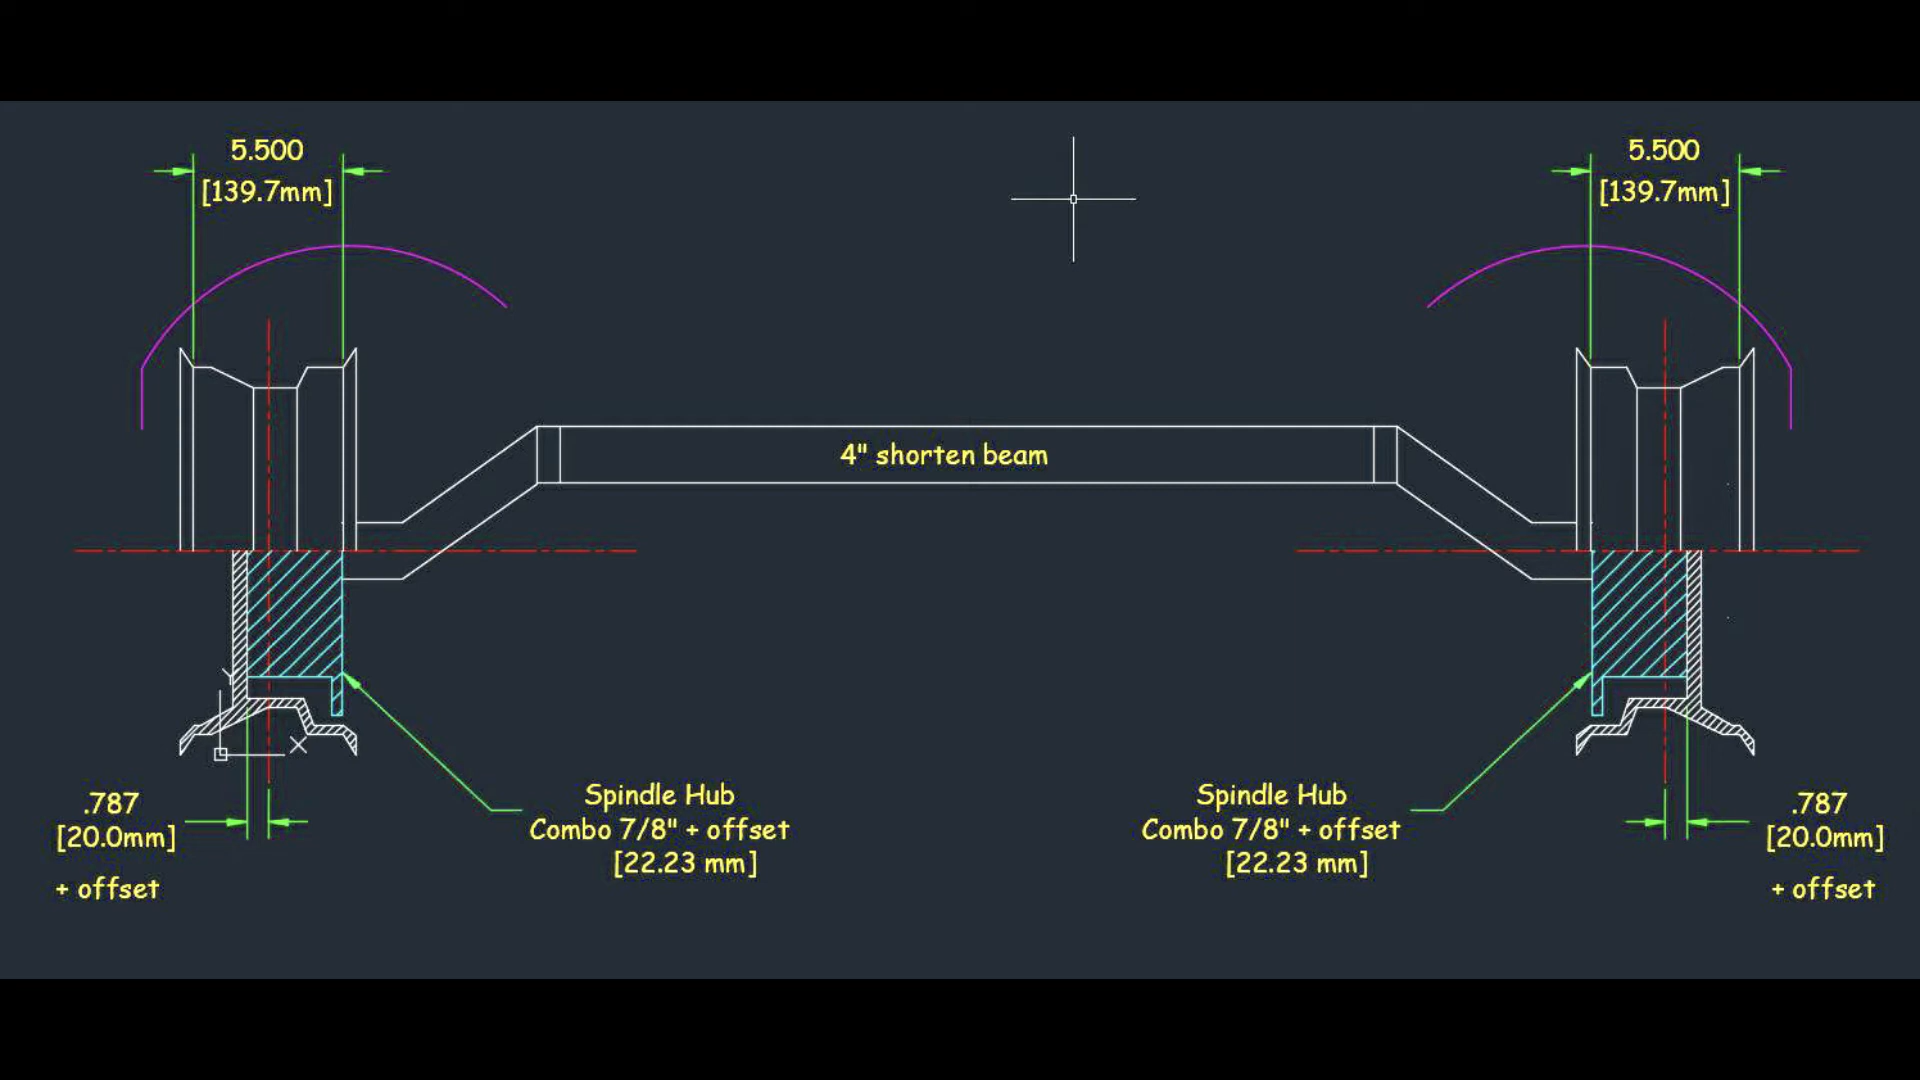 5.500
[139.7mm]
5.500
[139.7mm]
4" shorten beam
Y
X
.787
[20.0mm]
+ offset
Spindle Hub
Combo 7/8" + offset
[22.23 mm]
Spindle Hub
Combo 7/8" + offset
[22.23 mm]
.787
[20.0mm]
+ offset